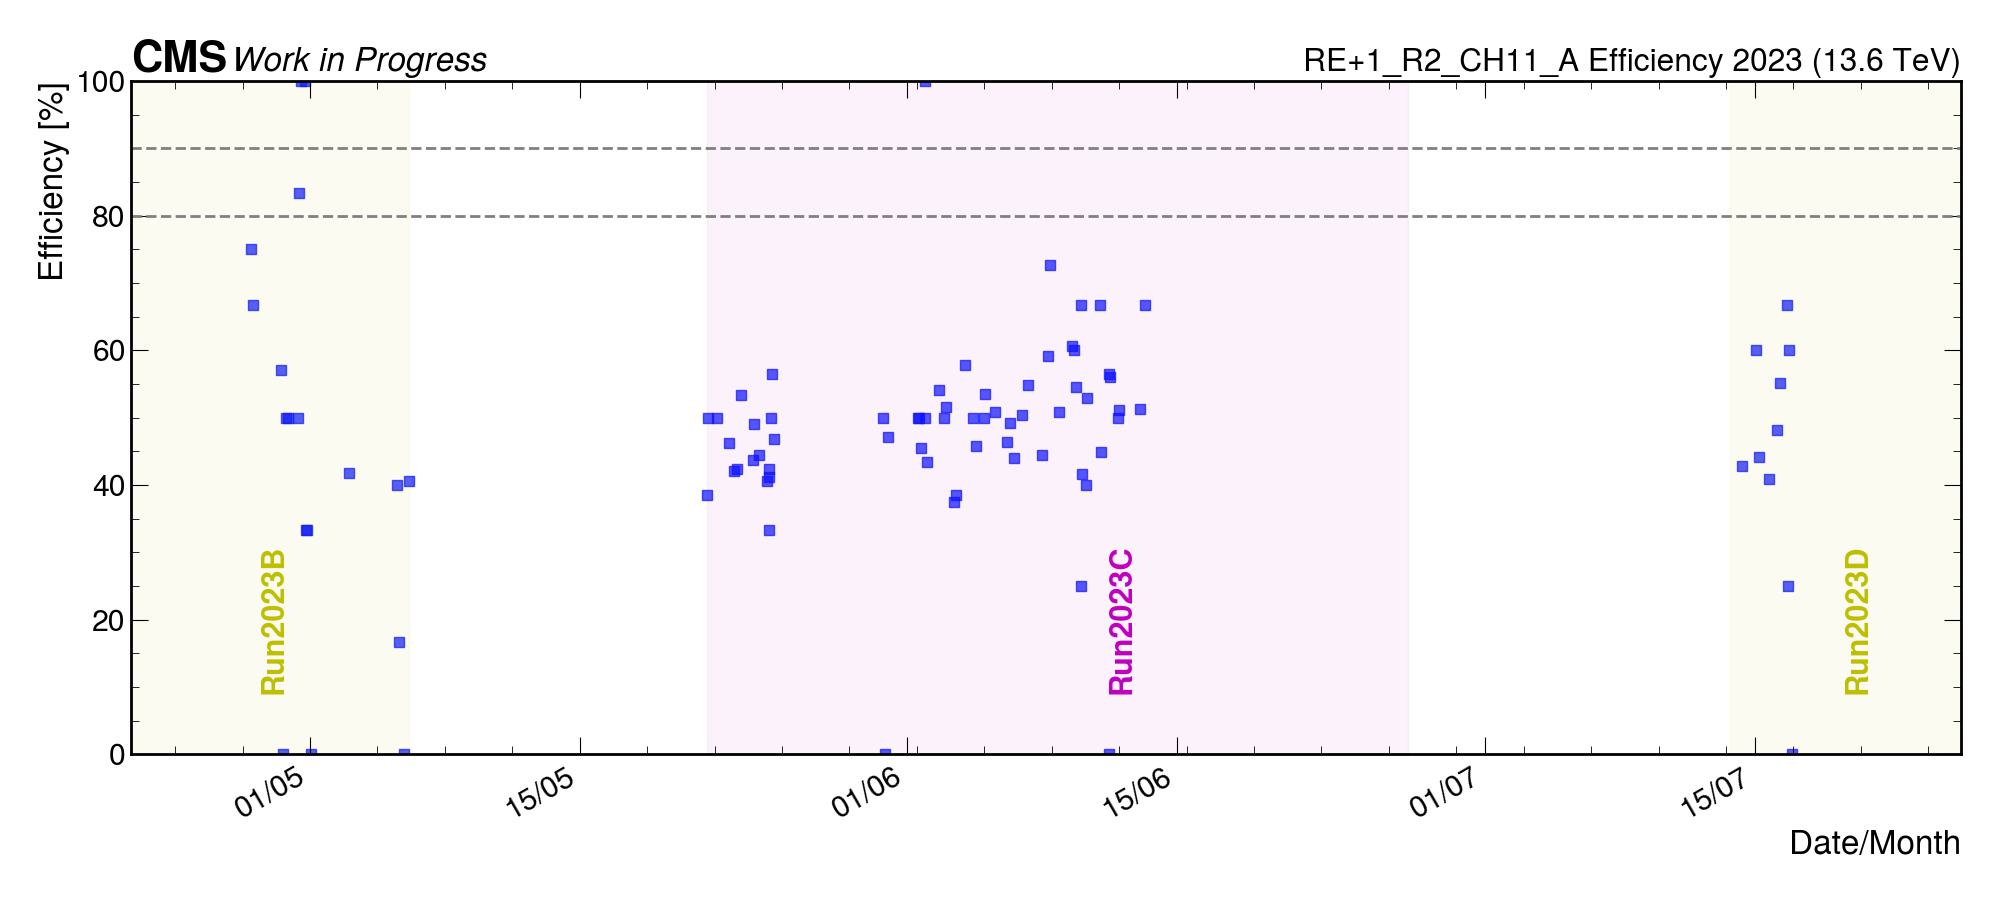 CMS Work in Progress
RE+1_R2_CH11_A Efficiency 2023 (13.6 TeV)
Efficiency [%]
100
80
60
40
20
0
Run2023B
Run2023C
Run2023D
01/05
15/05
01/06
15/06
01/07
15/07
Date/Month